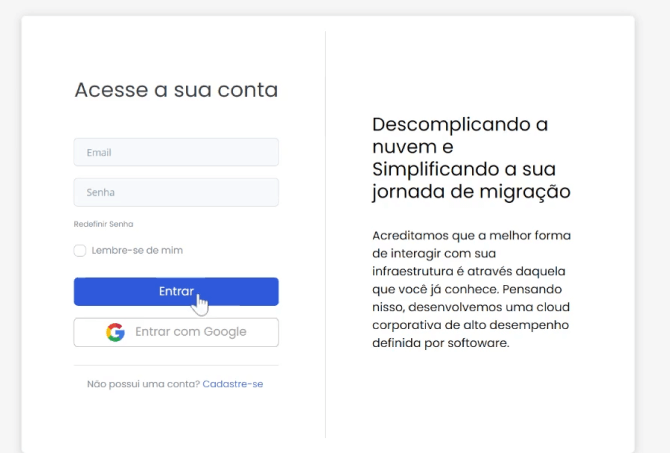 Acesse a sua conta
Email
Senha
Redefinir Senha
Lembre-se de mim
Entrar
Entrar com Google
Não possui uma conta? Cadastre-se
Descomplicando a
nuvem e
Simplificando a sua
jornada de migração
Acreditamos que a melhor forma
de interagir com sua
infraestrutura é através daquela
que você já conhece. Pensando
nisso, desenvolvemos uma cloud
corporativa de alto desempenho
definida por softoware.